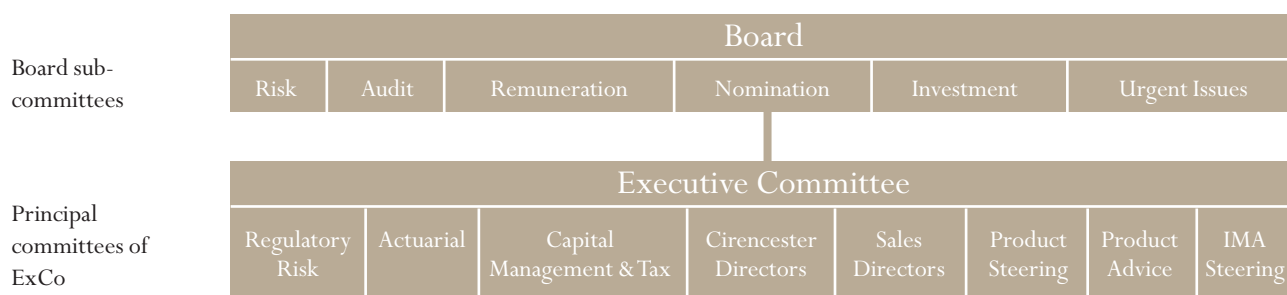 Board
Board sub-
committees
Risk Audit Remuneration Nomination Investment Urgent Issues
Executive Committee
Principal
committees of
ExCo
Regulatory
Risk
Actuarial
Capital
Management & Tax
Cirencester
Directors
Sales
Directors
Product
Steering
Product
Advice
IMA
Steering